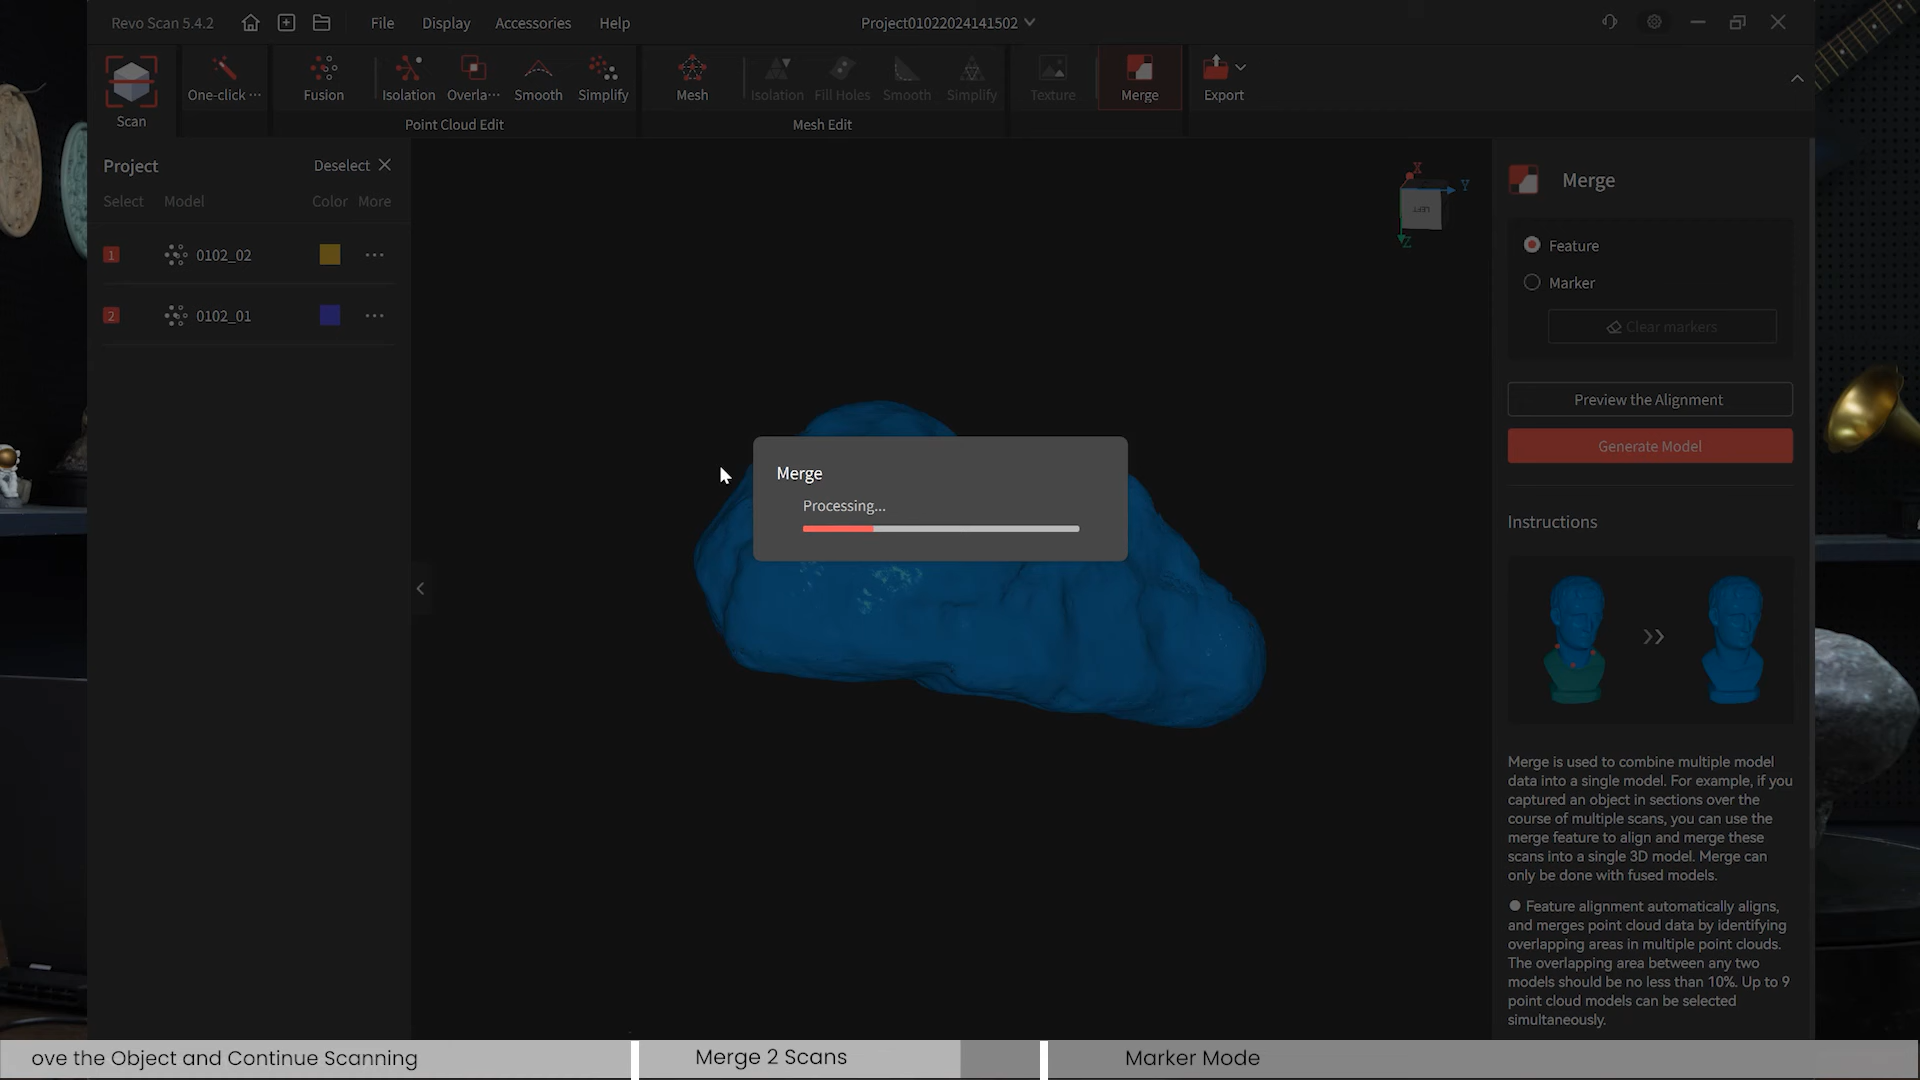 Revo Scan 5.4.2
File
Display
Accessories
Help
Project01022024141502
Scan
One-click ···
Fusion
Isolation
Overla···
Smooth
Simplify
Point Cloud Edit
Mesh
Isolation
Fill Holes
Smooth
Simplify
Mesh Edit
Texture
Merge
Export
Project
Deselect
Select
Model
Color
More
1
0102_02
2
0102_01
X
Y
Z
LEFT
Merge
Processing...
Merge
Feature
Marker
Clear markers
Preview the Alignment
Generate Model
Instructions
Merge is used to combine multiple model
data into a single model. For example, if you
captured an object in sections over the
course of multiple scans, you can use the
merge feature to align and merge these
scans into a single 3D model. Merge can
only be done with fused models.
● Feature alignment automatically aligns,
and merges point cloud data by identifying
overlapping areas in multiple point clouds.
The overlapping area between any two
models should be no less than 10%. Up to 9
point cloud models can be selected
simultaneously.
ove the Object and Continue Scanning
Merge 2 Scans
Marker Mode